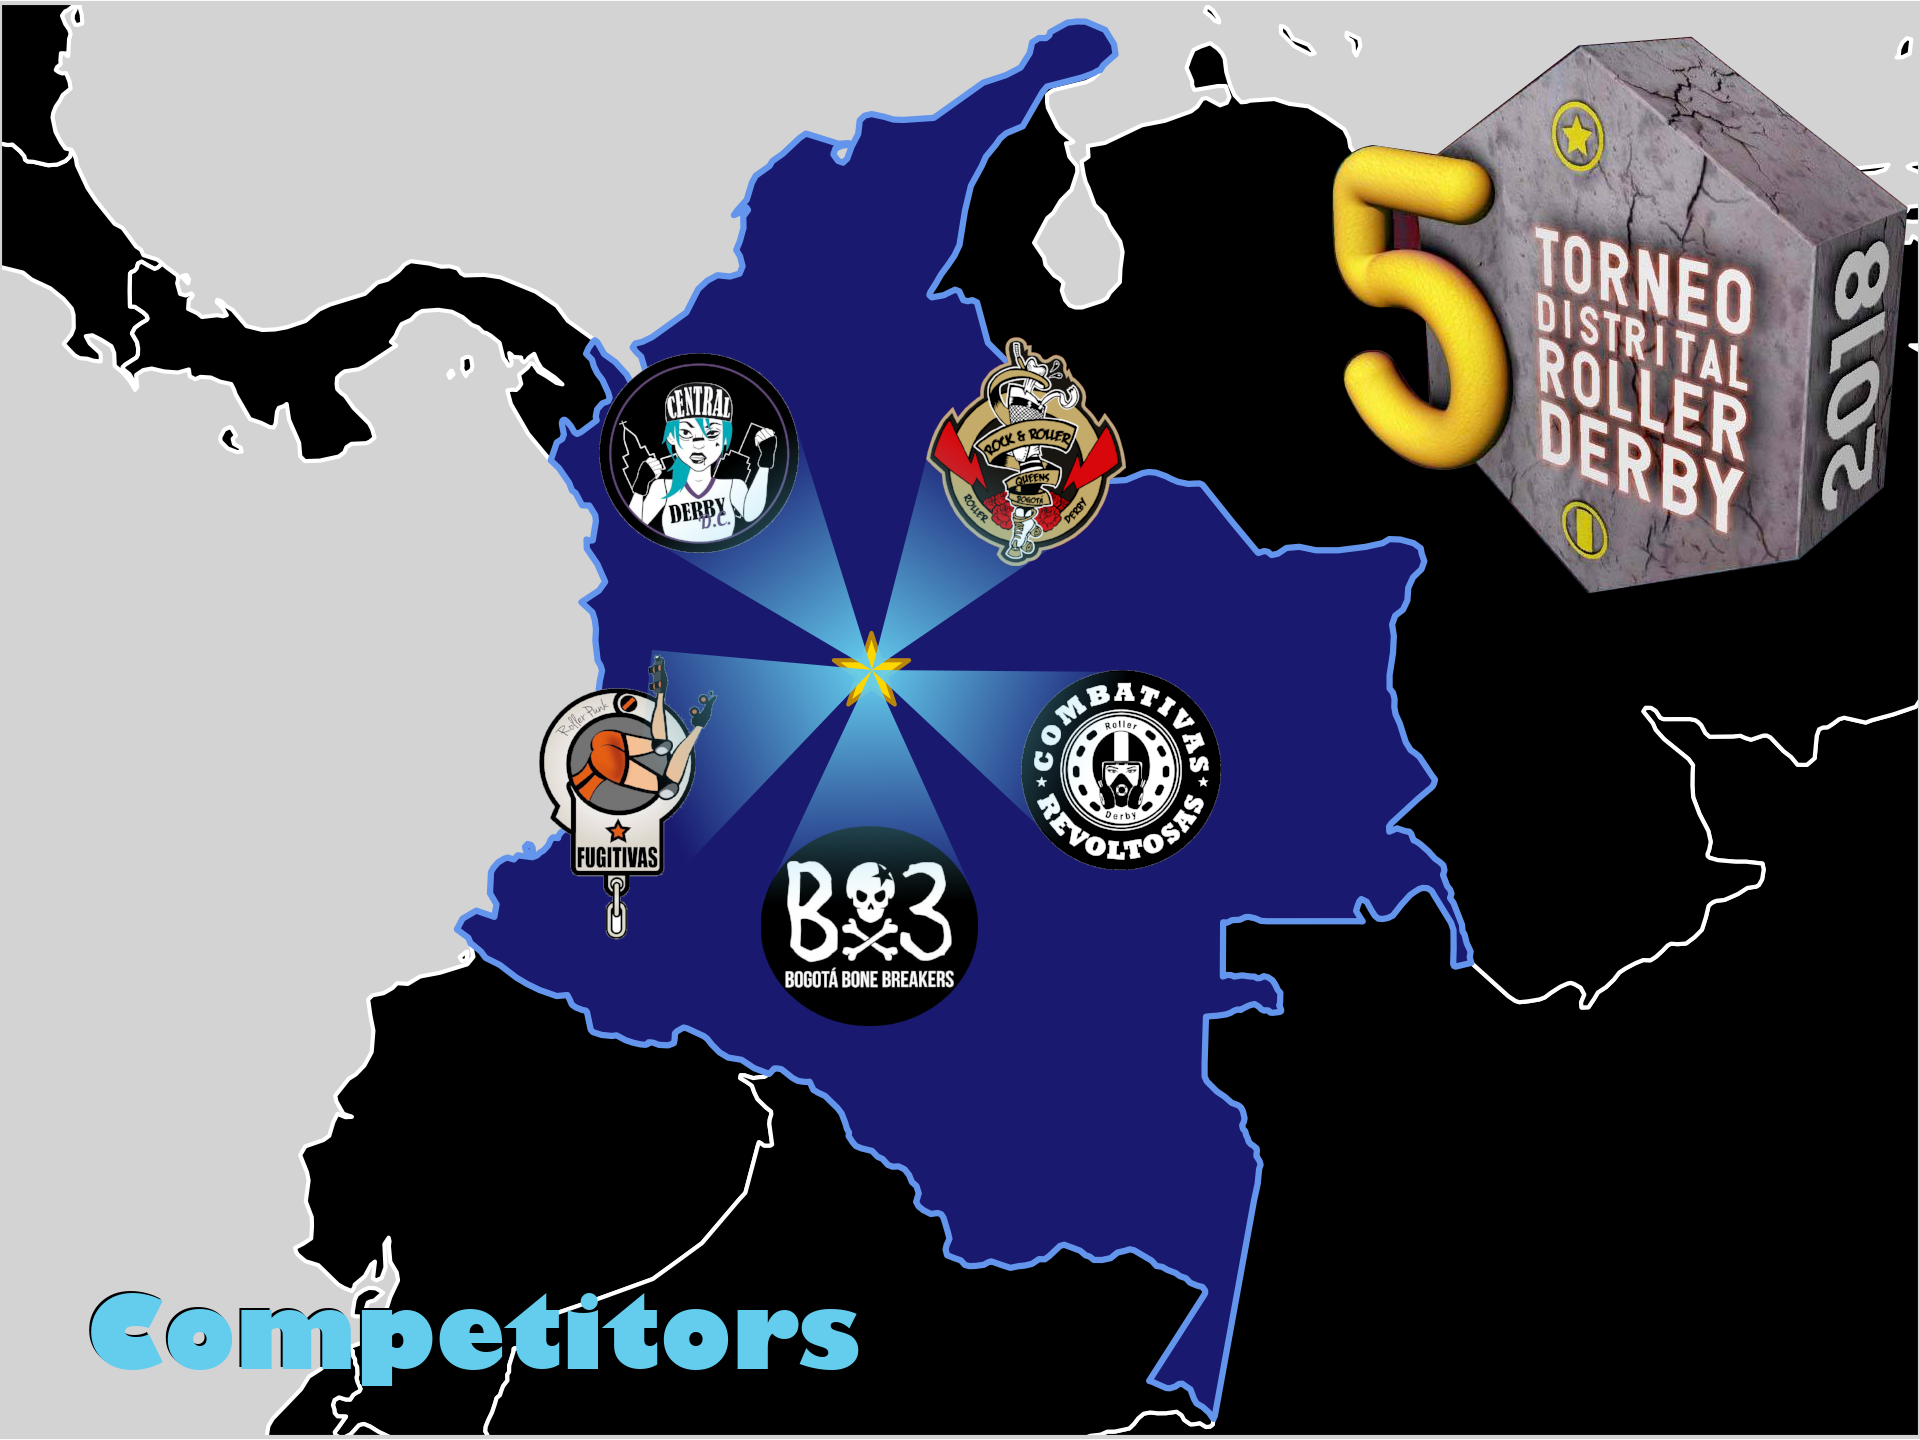 5
TORNEO
DISTRITAL
ROLLER
DERBY
2018
CENTRAL
DERBY
D.C.
ROCK & ROLLER
QUEENS
BOGOTÁ
ROLLER
DERBY
Roller Punk
FUGITIVAS
COMBATIVAS
Roller
Derby
REVOLTOSAS
B 3
BOGOTÁ BONE BREAKERS
Competitors